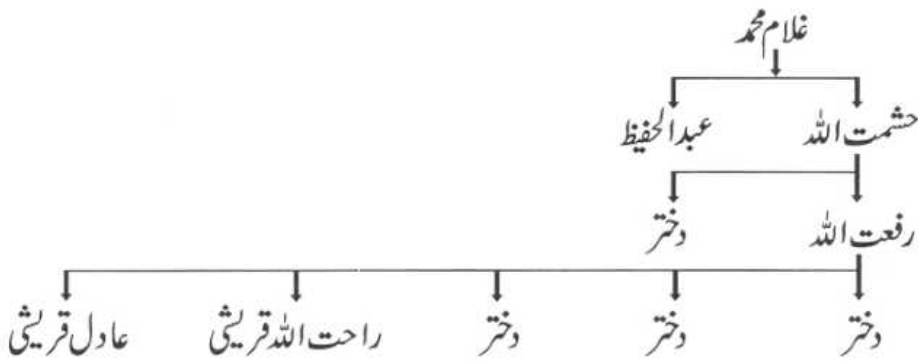 غلام محمد
حشمت اللہ عبدالحفیظ
رفعت اللہ دختر
دختر دختر دختر راحت اللہ قریشی عادل قریشی